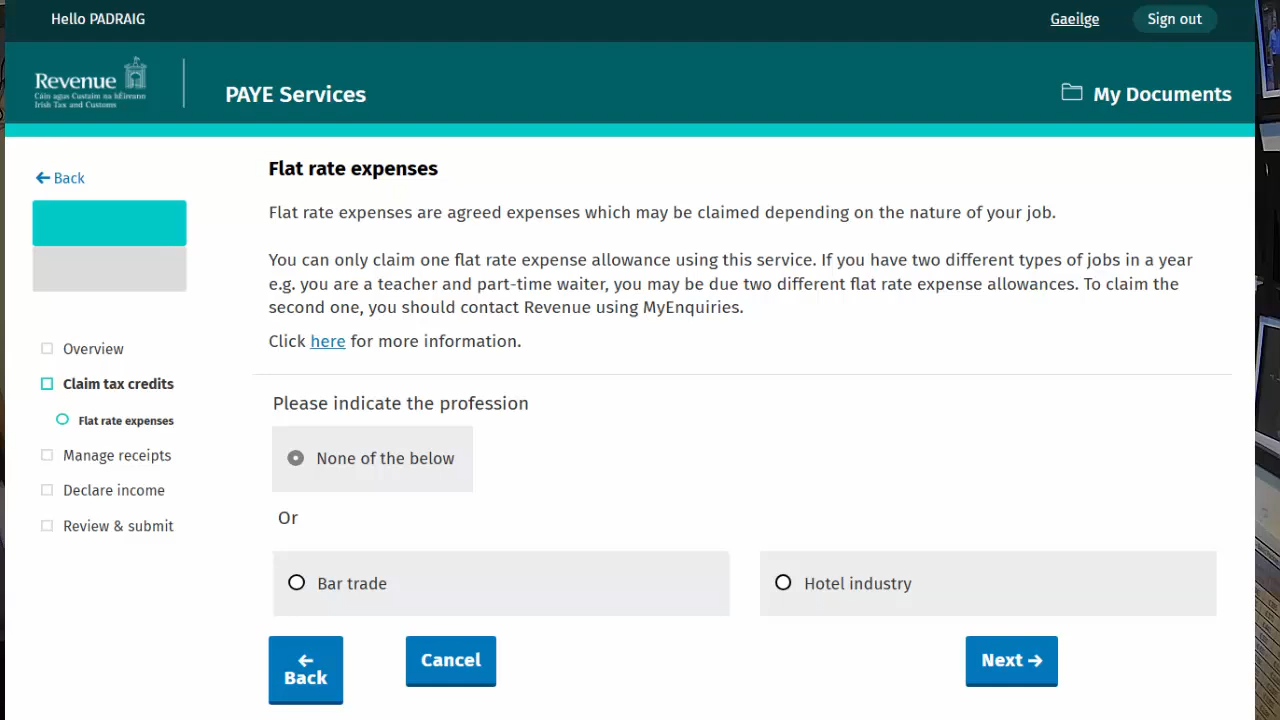 Hello PADRAIG
Gaeilge
Sign out
Revenue
Cáin agus Custaim na hÉireann
Irish Tax and Customs
PAYE Services
My Documents
Back
Overview
Claim tax credits
Flat rate expenses
Manage receipts
Declare income
Review & submit
Flat rate expenses
Flat rate expenses are agreed expenses which may be claimed depending on the nature of your job.
You can only claim one flat rate expense allowance using this service. If you have two different types of jobs in a year
e.g. you are a teacher and part-time waiter, you may be due two different flat rate expense allowances. To claim the
second one, you should contact Revenue using MyEnquiries.
Click here for more information.
Please indicate the profession
None of the below
Or
Bar trade
Hotel industry
Back
Cancel
Next